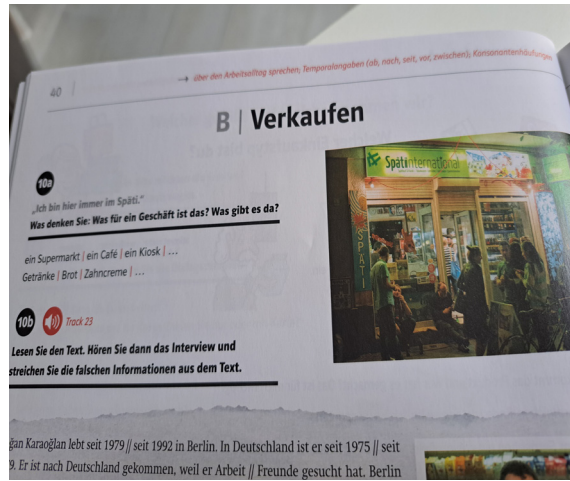 40
→ über den Arbeitsalltag sprechen; Temporalangaben (ab, nach, seit, vor, zwischen); Konsonantenhäufungen
B | Verkaufen
10a
„Ich bin hier immer im Späti.“
Was denken Sie: Was für ein Geschäft ist das? Was gibt es da?
ein Supermarkt | ein Café | ein Kiosk | ...
Getränke | Brot | Zahncreme | ...
Spätinternational
SPÄTI
10b Track 23
Lesen Sie den Text. Hören Sie dann das Interview und
streichen Sie die falschen Informationen aus dem Text.
Karaoğlan lebt seit 1979 // seit 1992 in Berlin. In Deutschland ist er seit 1975 // seit
9. Er ist nach Deutschland gekommen, weil er Arbeit // Freunde gesucht hat. Berlin